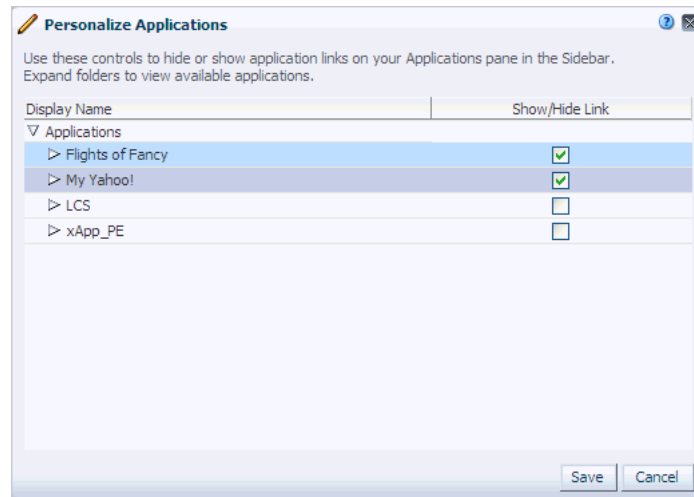 Personalize Applications
Use these controls to hide or show application links on your Applications pane in the Sidebar.
Expand folders to view available applications.
Display Name Show/Hide Link
Applications
Flights of Fancy
My Yahoo!
LCS
xApp_PE
Save Cancel